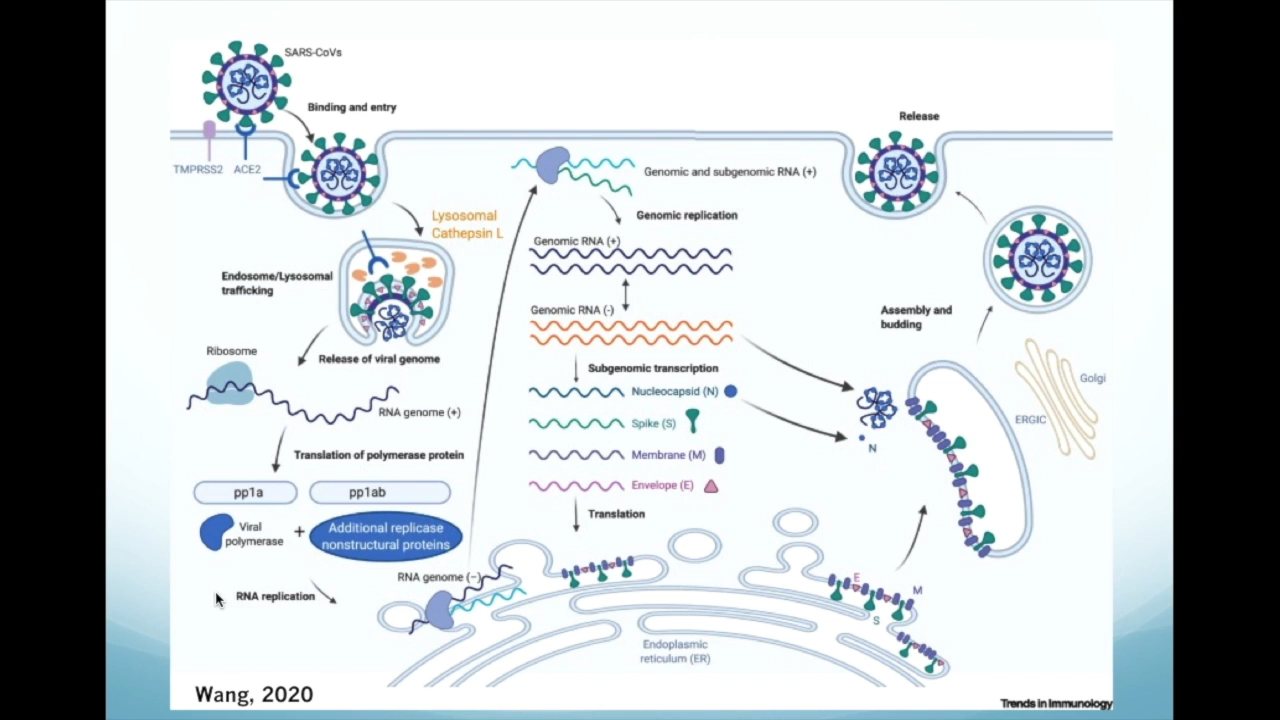 SARS-CoVs
Binding and entry
TMPRSS2
ACE2
Lysosomal
Cathepsin L
Endosome/Lysosomal
trafficking
Release of viral genome
Ribosome
RNA genome (+)
Translation of polymerase protein
pp1a
pp1ab
Viral
polymerase
+
Additional replicase
nonstructural proteins
RNA replication
RNA genome (−)
Genomic and subgenomic RNA (+)
Genomic replication
Genomic RNA (+)
Genomic RNA (-)
Subgenomic transcription
Nucleocapsid (N)
Spike (S)
Membrane (M)
Envelope (E)
Translation
Endoplasmic
reticulum (ER)
E
M
S
N
Assembly and
budding
ERGIC
Golgi
Release
Wang, 2020
Trends in Immunology